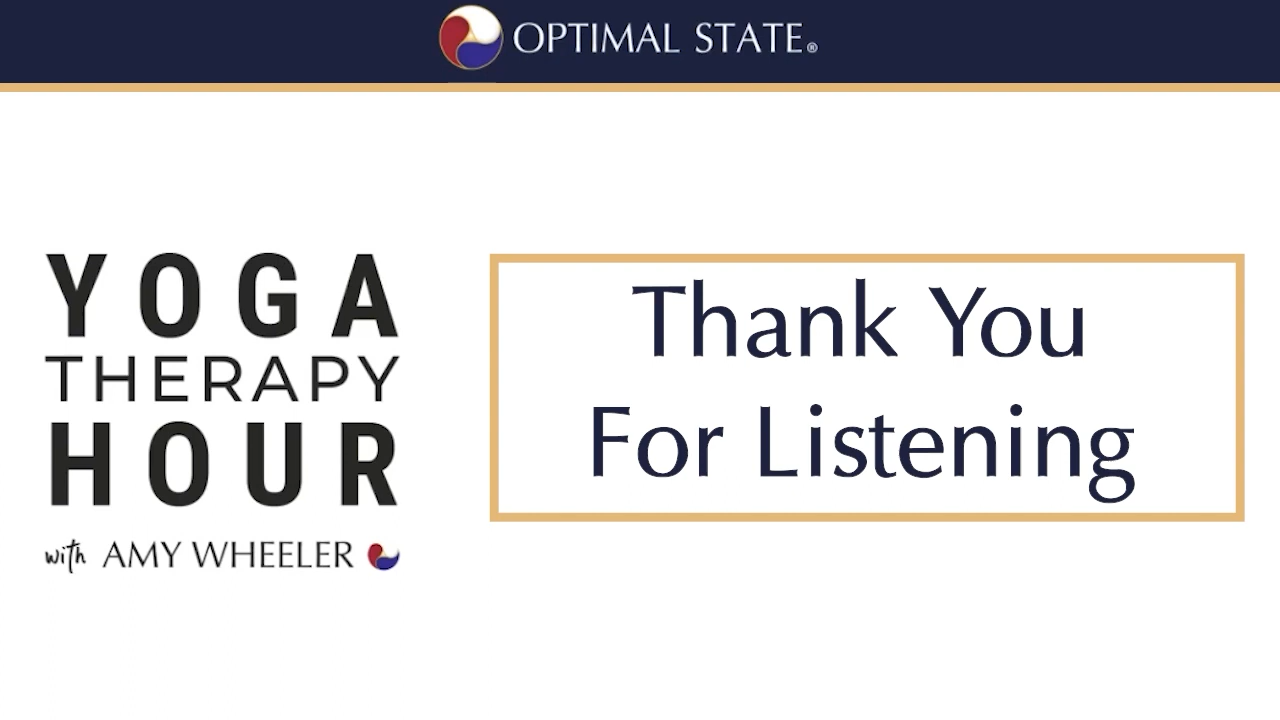 OPTIMAL STATE®
YOGA
THERAPY
HOUR
with AMY WHEELER
Thank You
For Listening